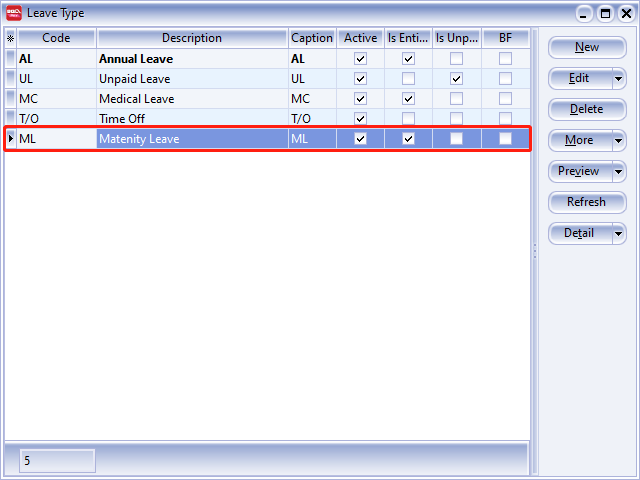 Leave Type
Code Description Caption Active Is Enti... Is Unp... BF
AL Annual Leave AL
UL Unpaid Leave UL
MC Medical Leave MC
T/O Time Off T/O
ML Matenity Leave ML
New
Edit
Delete
More
Preview
Refresh
Detail
5